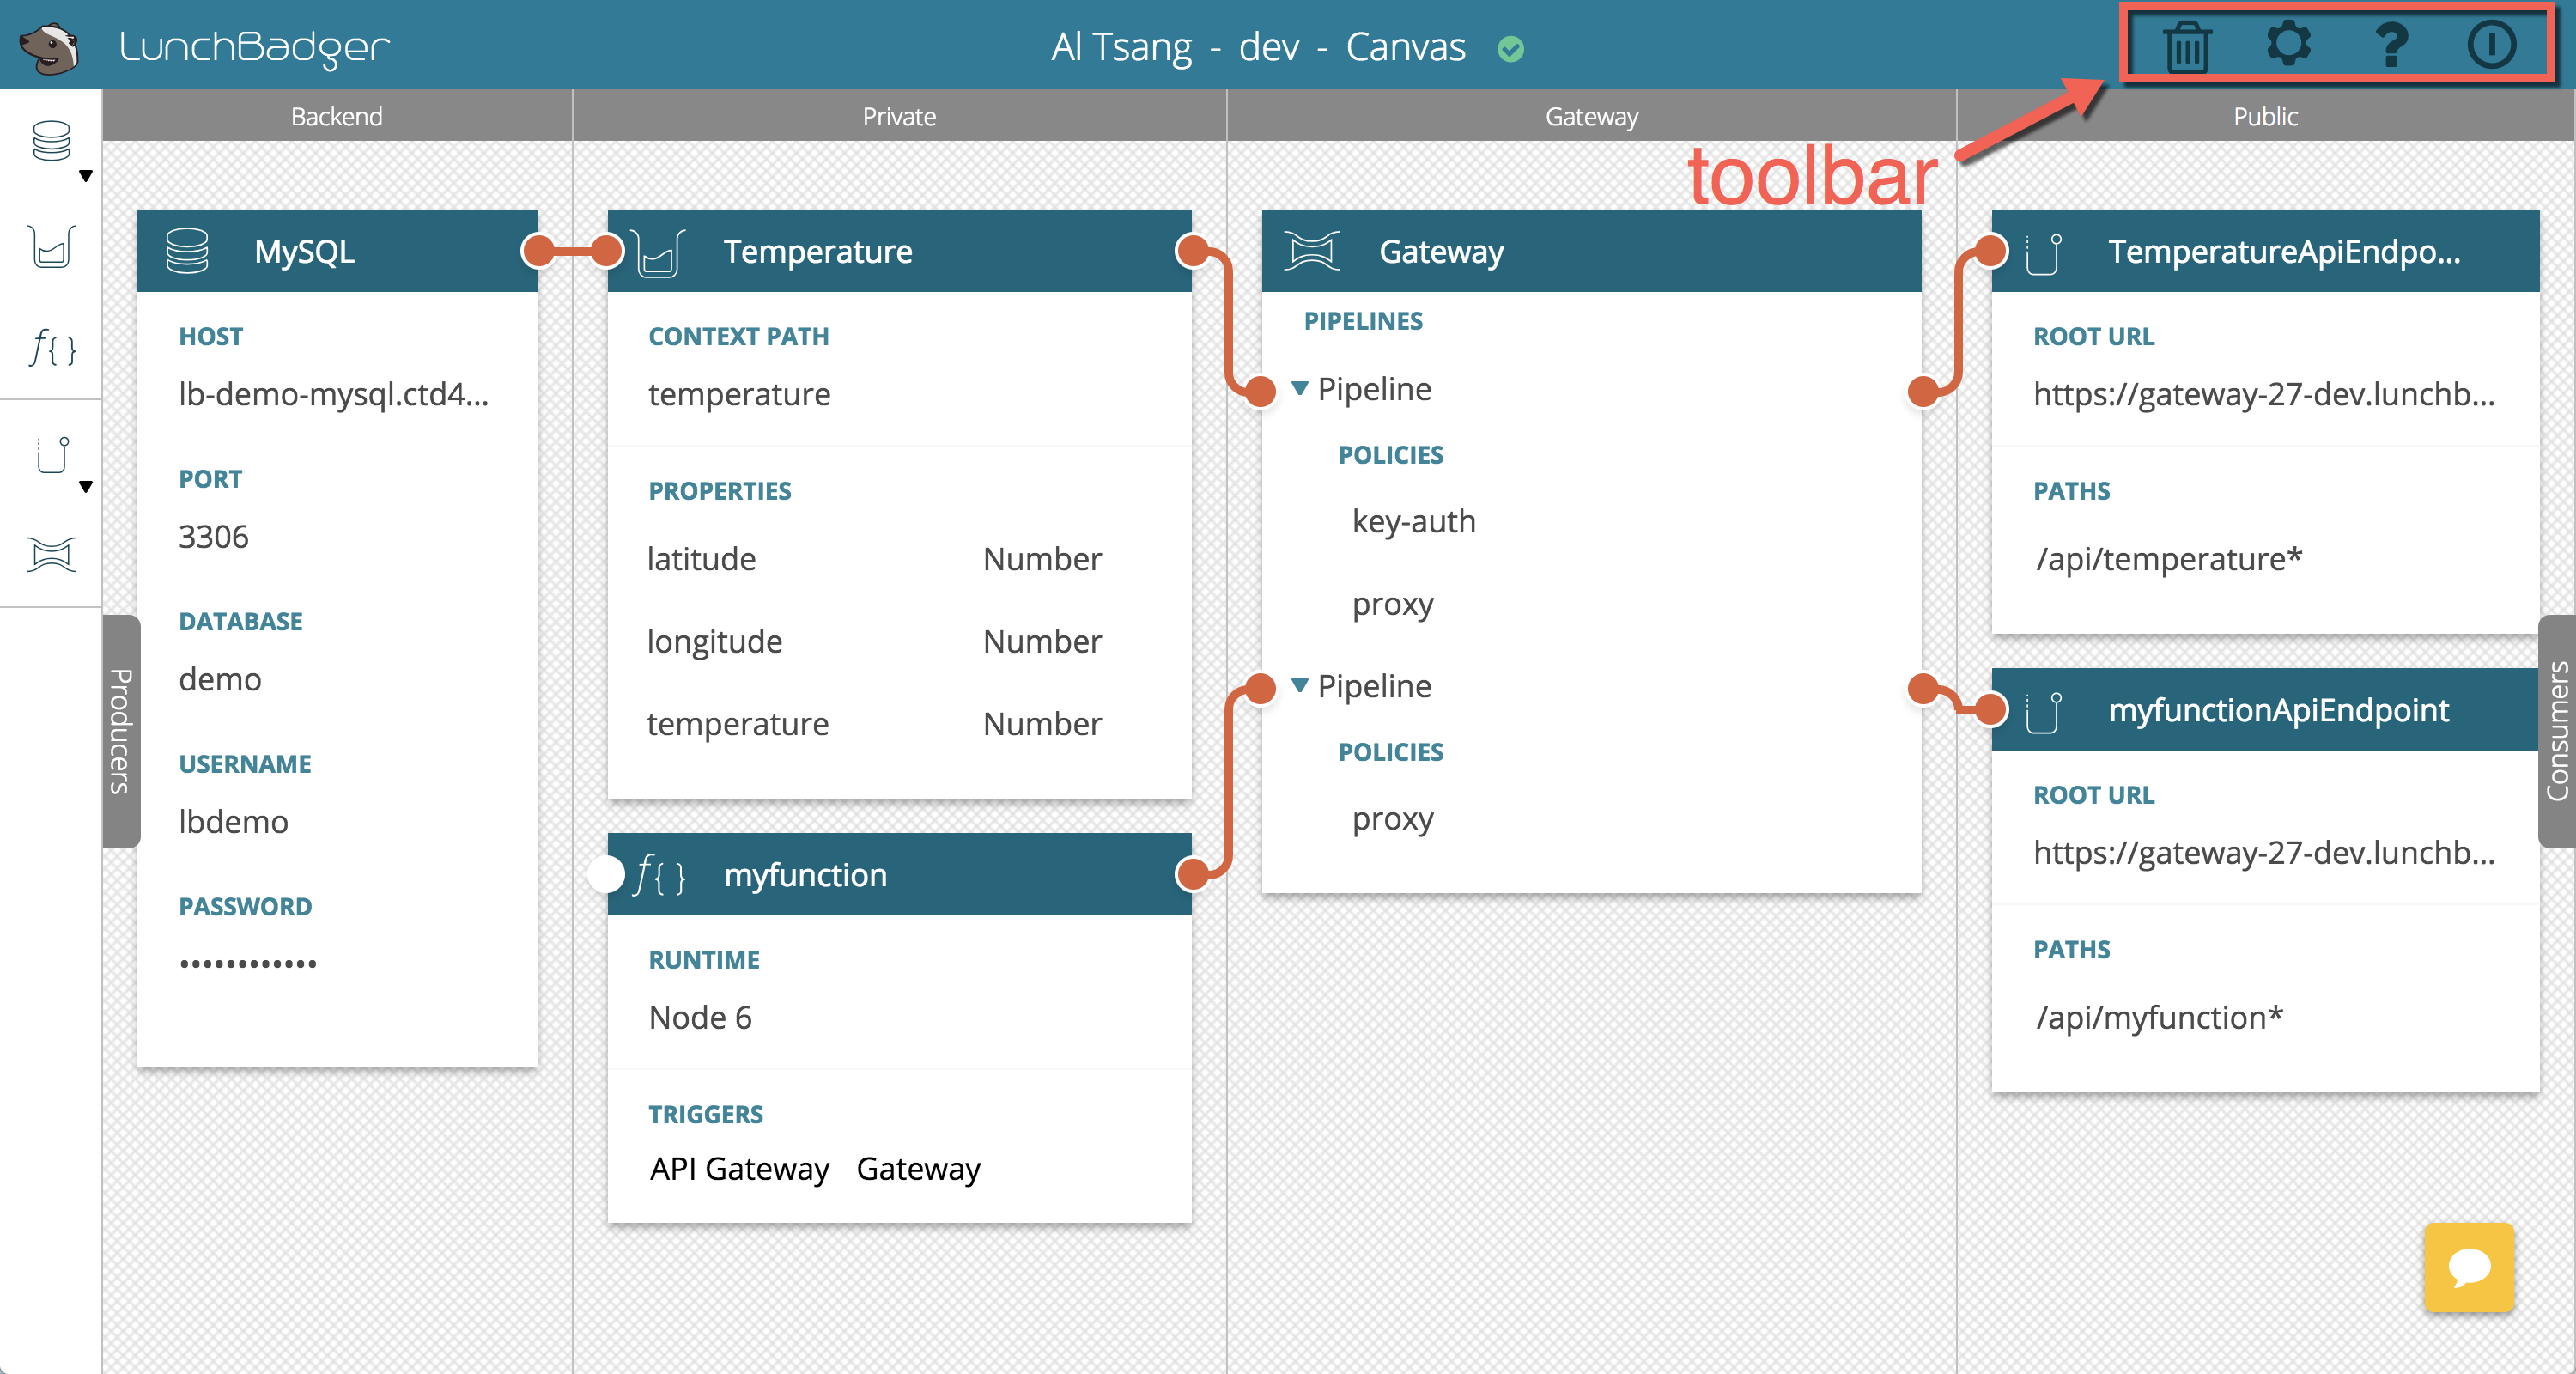 LunchBadger
Al Tsang - dev - Canvas
Backend
Private
Gateway
Public
toolbar
MySQL
HOST
lb-demo-mysql.ctd4...
PORT
3306
DATABASE
demo
USERNAME
lbdemo
PASSWORD
••••••••••••
Temperature
CONTEXT PATH
temperature
PROPERTIES
latitude Number
longitude Number
temperature Number
f{} myfunction
RUNTIME
Node 6
TRIGGERS
API Gateway Gateway
Gateway
PIPELINES
Pipeline
POLICIES
key-auth
proxy
Pipeline
POLICIES
proxy
TemperatureApiEndpo...
ROOT URL
https://gateway-27-dev.lunchb...
PATHS
/api/temperature*
myfunctionApiEndpoint
ROOT URL
https://gateway-27-dev.lunchb...
PATHS
/api/myfunction*
f{}
Producers
Consumers